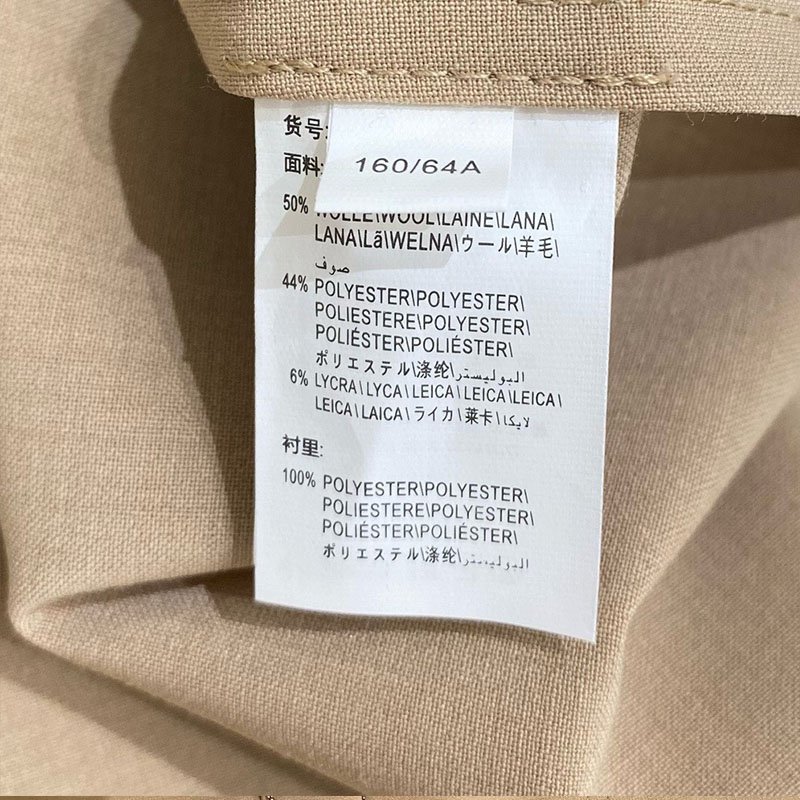 货号:
面料:
160/64A
50% WOLLE\WOOL\LAINE\LANA\
LANA\Lã\WELNA\ウール\羊毛\
صوف
44% POLYESTER\POLYESTER\
POLIESTERE\POLYESTER\
POLIÉSTER\POLIÉSTER\
ポリエステル\涤纶\البوليستر
6% LYCRA\LYCA\LEICA\LEICA\LEICA\
LEICA\LAICA\ライカ\莱卡\لايكا
衬里:
100% POLYESTER\POLYESTER\
POLIESTERE\POLYESTER\
POLIÉSTER\POLIÉSTER\
ポリエステル\涤纶\البوليستر